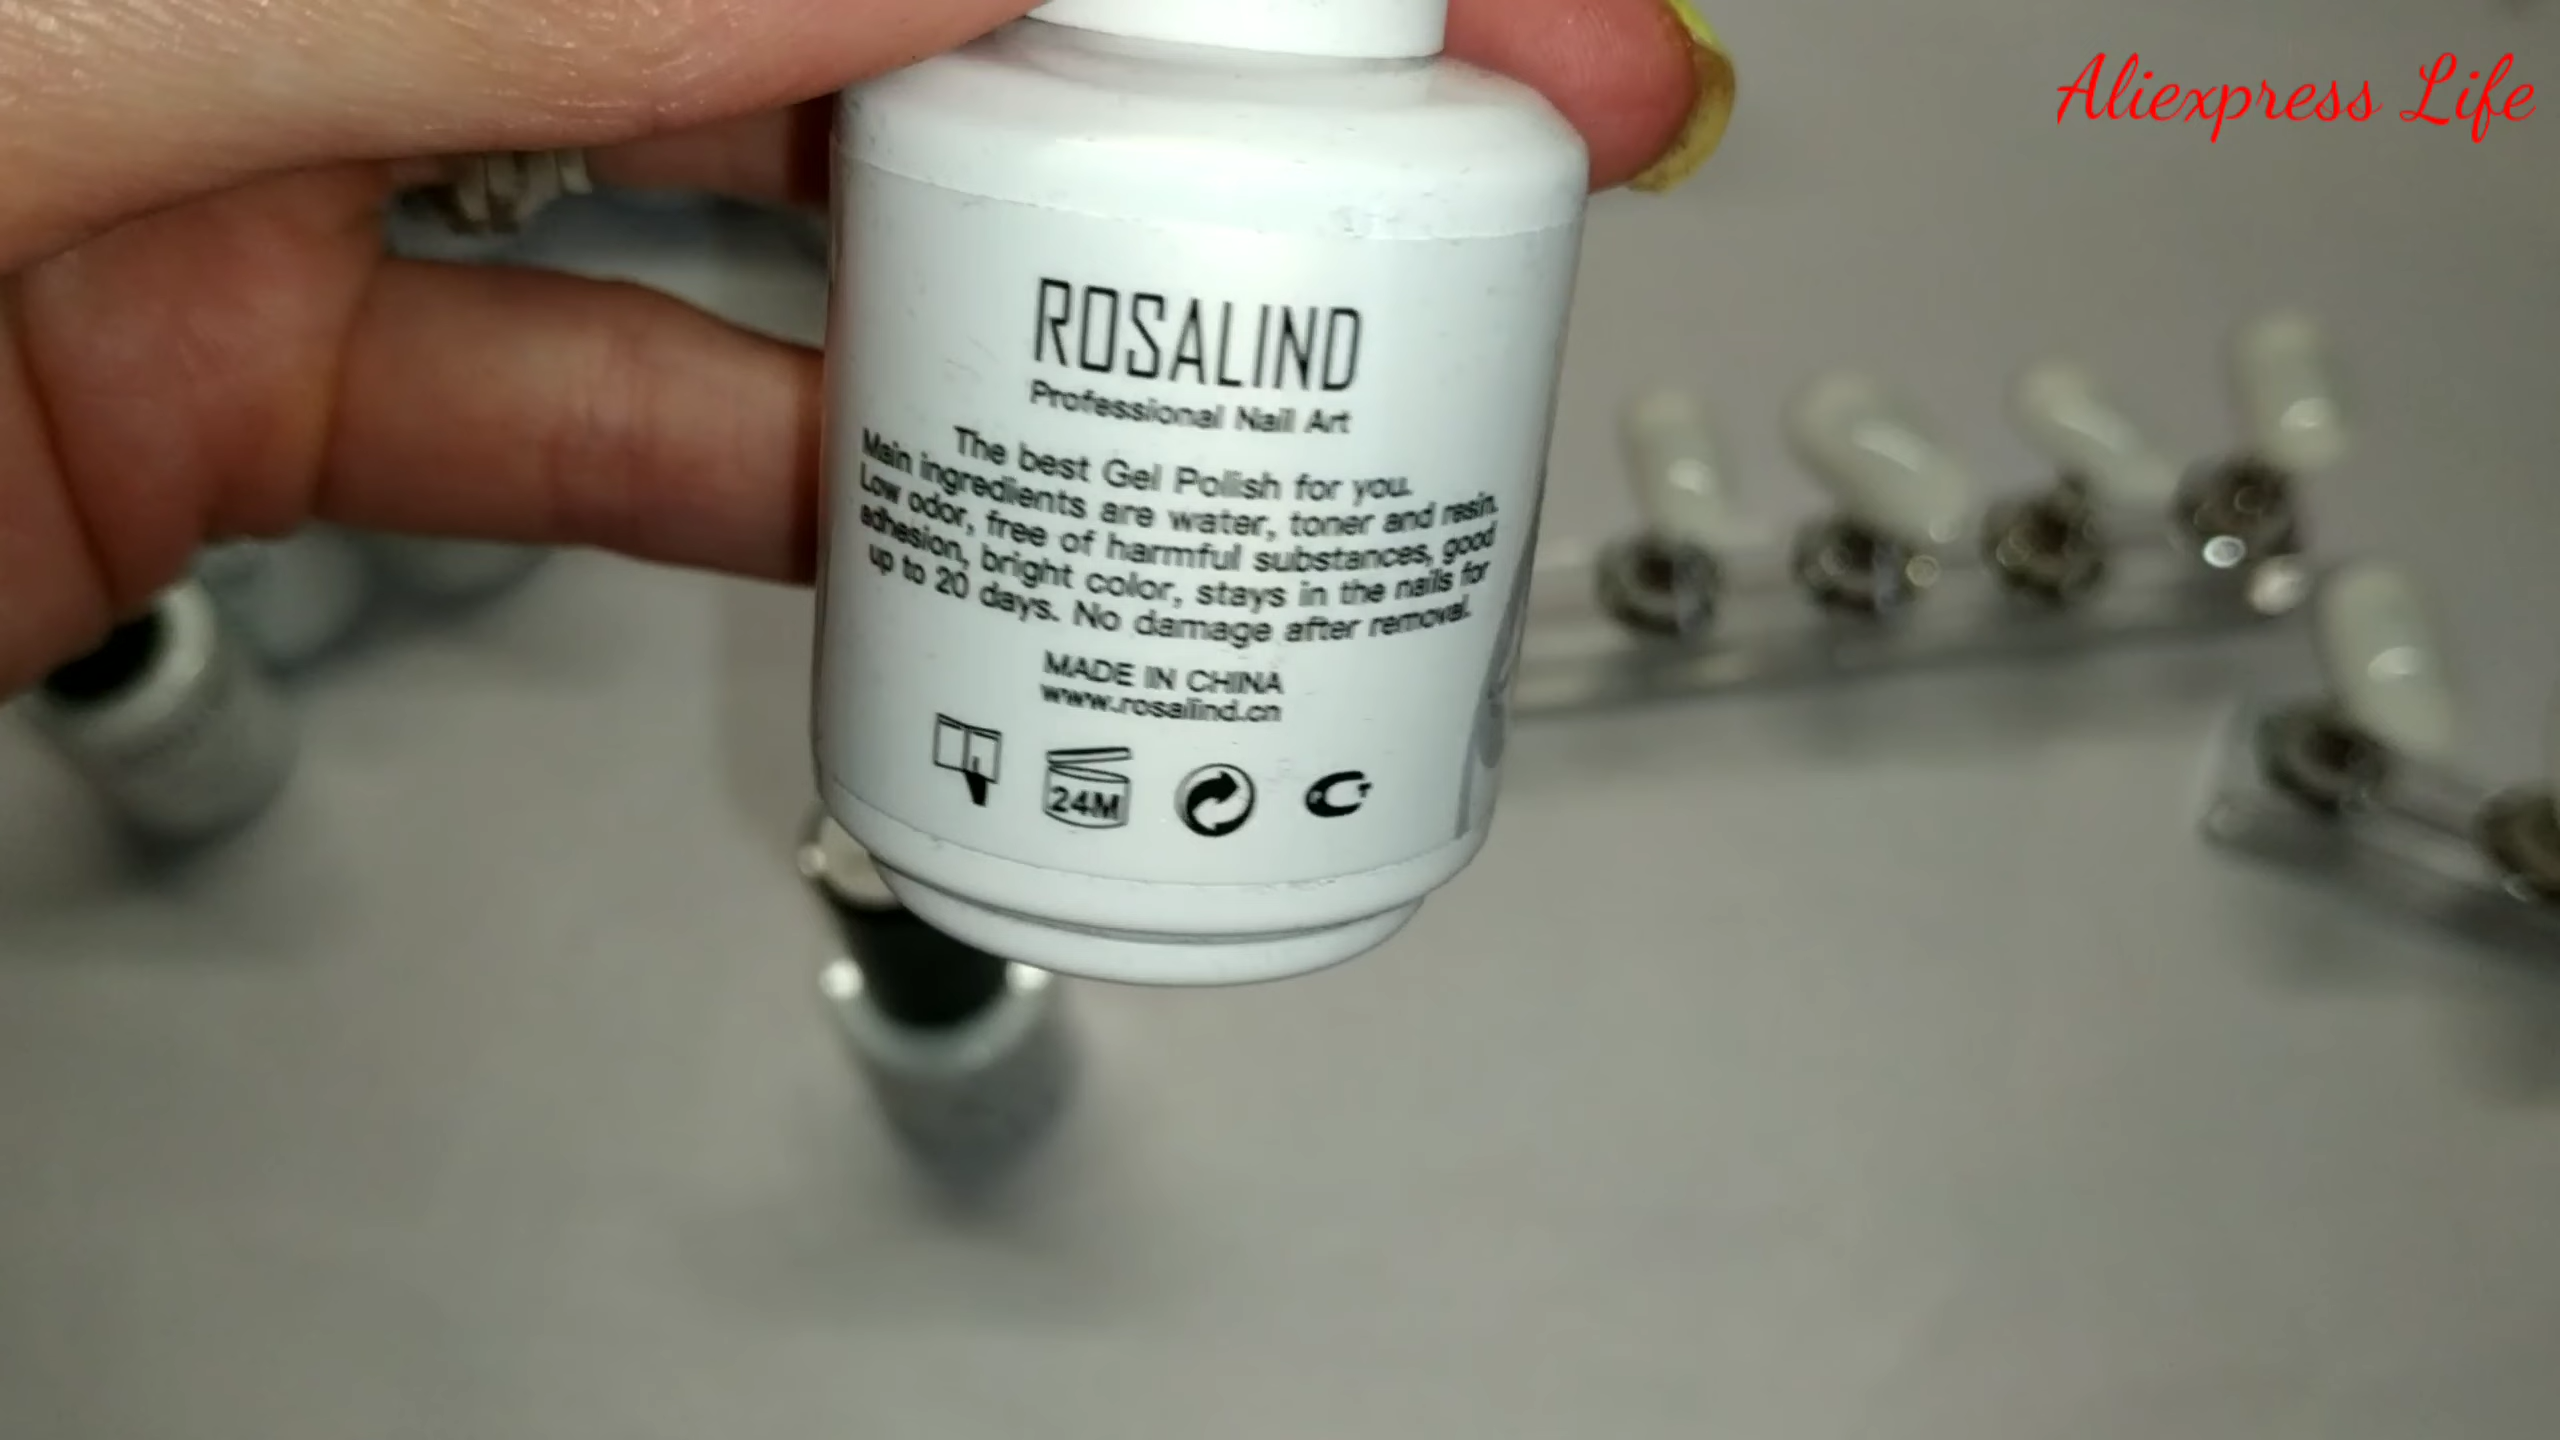 Aliexpress Life
ROSALIND
Professional Nail Art
The best Gel Polish for you.
Main ingredients are water, toner and resin.
Low odor, free of harmful substances, good
adhesion, bright color, stays in the nails for
up to 20 days. No damage after removal.
MADE IN CHINA
www.rosalind.cn
24M